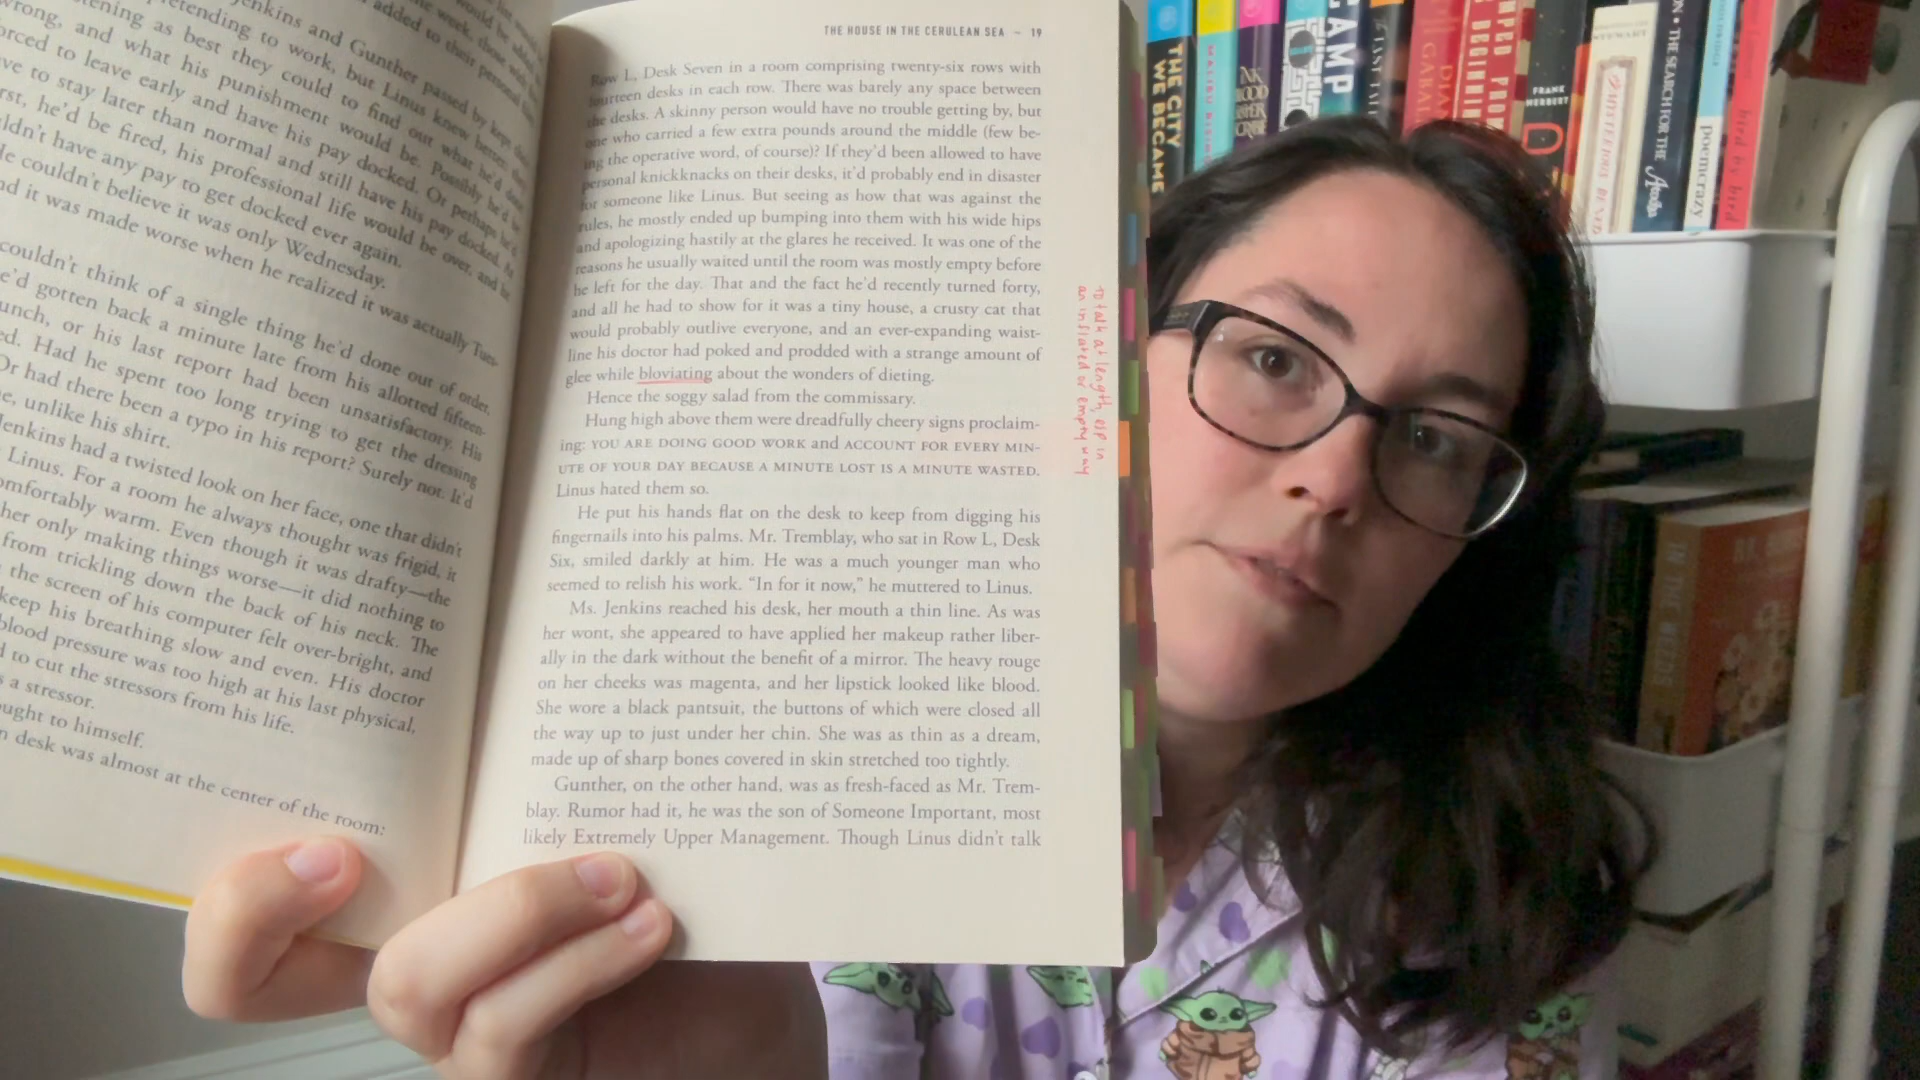 enkins and Gunther passed by kept their
retending to work, but Linus knew better; they
stening as best they could to find out what he'd done
wrong, and what his punishment would be. Possibly he'd be
orced to leave early and have his pay docked. Or perhaps he'd
ve to stay later than normal and still have his pay docked. At
rst, he'd be fired, his professional life would be over, and he
ldn't have any pay to get docked ever again.
He couldn't believe it was only Wednesday.
nd it was made worse when he realized it was actually Tues-
couldn't think of a single thing he'd done out of order,
e'd gotten back a minute late from his allotted fifteen-
unch, or his last report had been unsatisfactory. His
ed. Had he spent too long trying to get the dressing
Or had there been a typo in his report? Surely not. It'd
e, unlike his shirt.
Jenkins had a twisted look on her face, one that didn't
Linus. For a room he always thought was frigid, it
omfortably warm. Even though it was drafty—the
her only making things worse—it did nothing to
from trickling down the back of his neck. The
the screen of his computer felt over-bright, and
keep his breathing slow and even. His doctor
blood pressure was too high at his last physical,
d to cut the stressors from his life.
s a stressor.
ught to himself.
n desk was almost at the center of the room:
THE HOUSE IN THE CERULEAN SEA – 19
Row L, Desk Seven in a room comprising twenty-six rows with
fourteen desks in each row. There was barely any space between
the desks. A skinny person would have no trouble getting by, but
one who carried a few extra pounds around the middle (few be-
ing the operative word, of course)? If they'd been allowed to have
personal knickknacks on their desks, it'd probably end in disaster
for someone like Linus. But seeing as how that was against the
rules, he mostly ended up bumping into them with his wide hips
and apologizing hastily at the glares he received. It was one of the
reasons he usually waited until the room was mostly empty before
he left for the day. That and the fact he'd recently turned forty,
and all he had to show for it was a tiny house, a crusty cat that
would probably outlive everyone, and an ever-expanding waist-
line his doctor had poked and prodded with a strange amount of
glee while bloviating about the wonders of dieting.
Hence the soggy salad from the commissary.
Hung high above them were dreadfully cheery signs proclaim-
ing: YOU ARE DOING GOOD WORK and ACCOUNT FOR EVERY MIN-
UTE OF YOUR DAY BECAUSE A MINUTE LOST IS A MINUTE WASTED.
Linus hated them so.
He put his hands flat on the desk to keep from digging his
fingernails into his palms. Mr. Tremblay, who sat in Row L, Desk
Six, smiled darkly at him. He was a much younger man who
seemed to relish his work. “In for it now,” he muttered to Linus.
Ms. Jenkins reached his desk, her mouth a thin line. As was
her wont, she appeared to have applied her makeup rather liber-
ally in the dark without the benefit of a mirror. The heavy rouge
on her cheeks was magenta, and her lipstick looked like blood.
She wore a black pantsuit, the buttons of which were closed all
the way up to just under her chin. She was as thin as a dream,
made up of sharp bones covered in skin stretched too tightly.
Gunther, on the other hand, was as fresh-faced as Mr. Trem-
blay. Rumor had it, he was the son of Someone Important, most
likely Extremely Upper Management. Though Linus didn't talk
to talk at length, esp in
an inflated or empty way
THE CITY
WE BECAME
MALIBU RISING
INK
BLOOD
SISTER
SCRIBE
CAMP
FRANK
HERBERT
MYSTERIOUS BEND
THE SEARCH FOR THE
poemcrazy
bird by bird
IN THE WEEDS